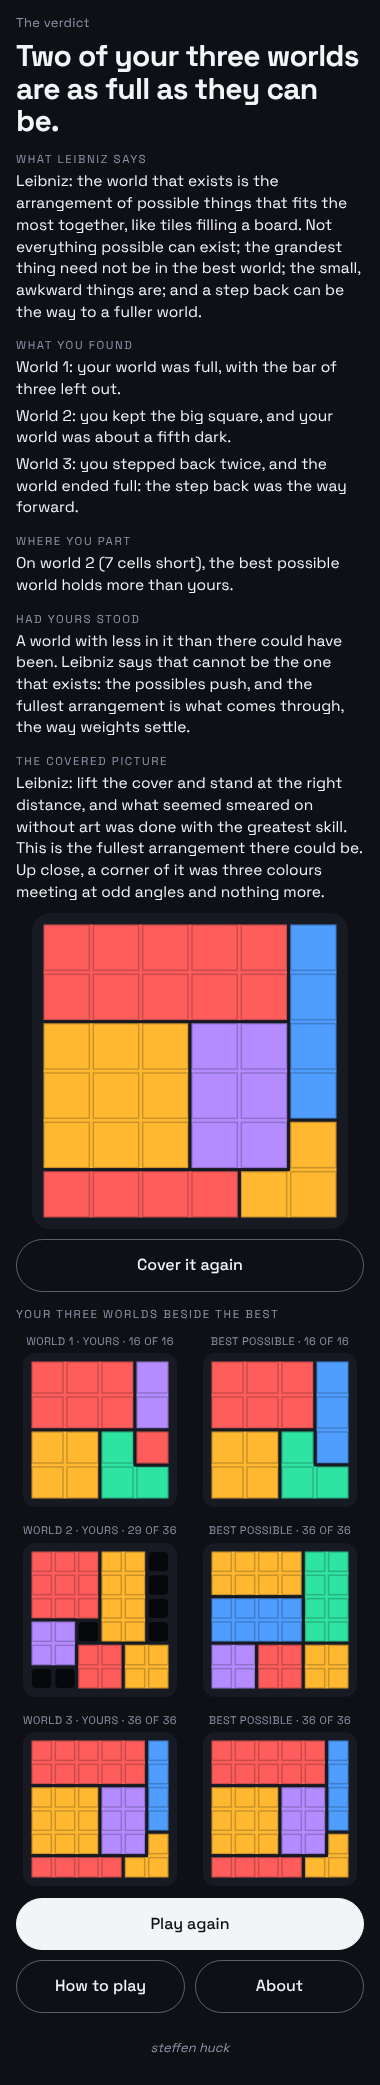 The verdict
Two of your three worlds
are as full as they can
be.
WHAT LEIBNIZ SAYS
Leibniz: the world that exists is the
arrangement of possible things that fits the
most together, like tiles filling a board. Not
everything possible can exist; the grandest
thing need not be in the best world; the small,
awkward things are; and a step back can be
the way to a fuller world.
WHAT YOU FOUND
World 1: your world was full, with the bar of
three left out.
World 2: you kept the big square, and your
world was about a fifth dark.
World 3: you stepped back twice, and the
world ended full: the step back was the way
forward.
WHERE YOU PART
On world 2 (7 cells short), the best possible
world holds more than yours.
HAD YOURS STOOD
A world with less in it than there could have
been. Leibniz says that cannot be the one
that exists: the possibles push, and the
fullest arrangement is what comes through,
the way weights settle.
THE COVERED PICTURE
Leibniz: lift the cover and stand at the right
distance, and what seemed smeared on
without art was done with the greatest skill.
This is the fullest arrangement there could be.
Up close, a corner of it was three colours
meeting at odd angles and nothing more.
Cover it again
YOUR THREE WORLDS BESIDE THE BEST
WORLD 1 · YOURS · 16 OF 16
BEST POSSIBLE · 16 OF 16
WORLD 2 · YOURS · 29 OF 36
BEST POSSIBLE · 36 OF 36
WORLD 3 · YOURS · 36 OF 36
BEST POSSIBLE · 36 OF 36
Play again
How to play
About
steffen huck